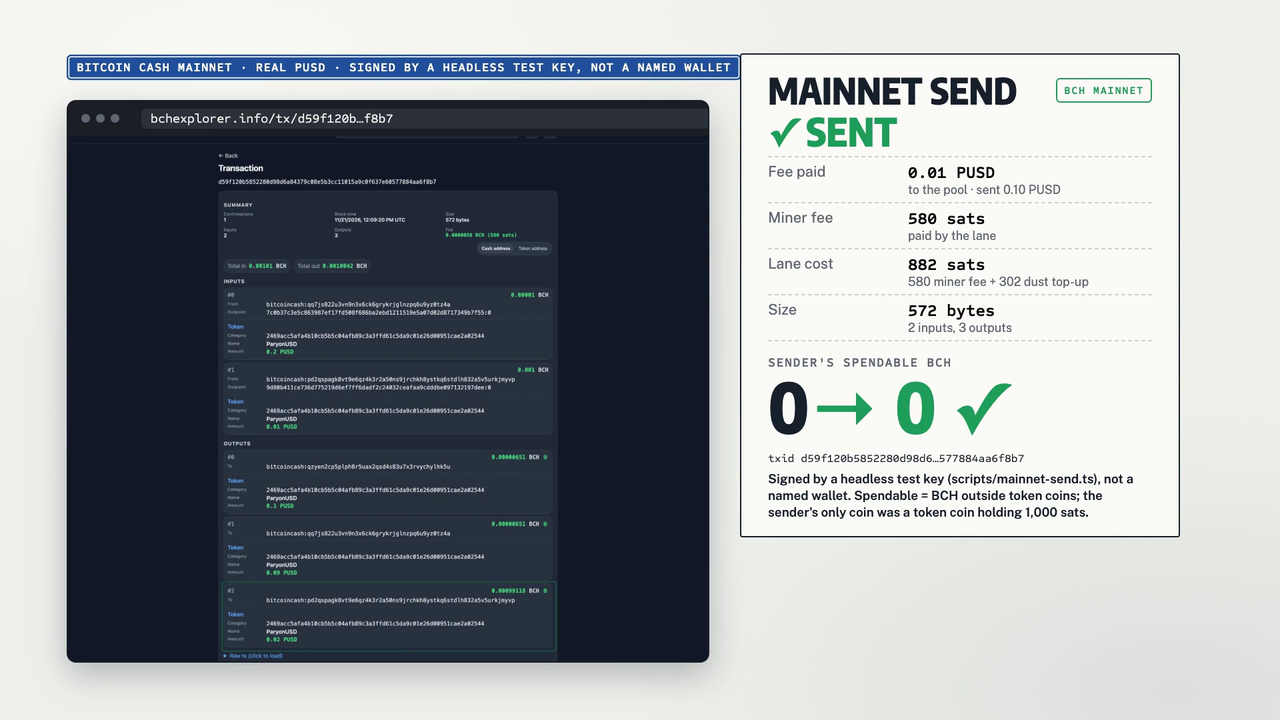 BITCOIN CASH MAINNET · REAL PUSD · SIGNED BY A HEADLESS TEST KEY, NOT A NAMED WALLET
bchexplorer.info/tx/d59f120b…f8b7
← Back
Transaction
d59f120b5852280d98d6a84379c08e5b3cc11015a9c0f637e60577884aa6f8b7
SUMMARY
Confirmations
1
Block time
11/21/2026, 12:09:20 PM UTC
Size
572 bytes
Inputs
2
Outputs
3
Fee
0.0000058 BCH (580 sats)
Cash address Token address
Total in 0.00101 BCH Total out 0.0010042 BCH
INPUTS
#0 0.00001 BCH
From bitcoincash:qq7js822u3vn9n3x6ck6grykrjglnzpq6u9yz0tz4a
Outpoint 7c0b37c3e5c863987ef17fd508f686ba2ebd1211519e5a07d02d8717349b7f55:0
Token
Category 2469acc5afa4b10cb5b5c04afb89c3a3ffd61c5da9c01e26d00951cae2a02544
Name ParyonUSD
Amount 0.2 PUSD
#1 0.001 BCH
From bitcoincash:pd2qspagk8vt9e6qz4k3r2a50ns9jrchkh8ystkq6stdlh832a5v5urkjmyvp
Outpoint 9d80b411ce736d775219d6ef7ff6dadf2c24032ceafaa9cdddbe097132197dee:0
Token
Category 2469acc5afa4b10cb5b5c04afb89c3a3ffd61c5da9c01e26d00951cae2a02544
Name ParyonUSD
Amount 0.01 PUSD
OUTPUTS
#0 0.00000651 BCH
To bitcoincash:qzyen2cp5plph8r5uax2qsd4s83u7x3rvychylhk5u
Token
Category 2469acc5afa4b10cb5b5c04afb89c3a3ffd61c5da9c01e26d00951cae2a02544
Name ParyonUSD
Amount 0.1 PUSD
#1 0.00000651 BCH
To bitcoincash:qq7js822u3vn9n3x6ck6grykrjglnzpq6u9yz0tz4a
Token
Category 2469acc5afa4b10cb5b5c04afb89c3a3ffd61c5da9c01e26d00951cae2a02544
Name ParyonUSD
Amount 0.09 PUSD
#2 0.00099118 BCH
To bitcoincash:pd2qspagk8vt9e6qz4k3r2a50ns9jrchkh8ystkq6stdlh832a5v5urkjmyvp
Token
Category 2469acc5afa4b10cb5b5c04afb89c3a3ffd61c5da9c01e26d00951cae2a02544
Name ParyonUSD
Amount 0.02 PUSD
▸ Raw tx (click to load)
MAINNET SEND
BCH MAINNET
✓ SENT
Fee paid 0.01 PUSD
to the pool · sent 0.10 PUSD
Miner fee 580 sats
paid by the lane
Lane cost 882 sats
580 miner fee + 302 dust top-up
Size 572 bytes
2 inputs, 3 outputs
SENDER'S SPENDABLE BCH
0 → 0 ✓
txid d59f120b5852280d98d6…577884aa6f8b7
Signed by a headless test key (scripts/mainnet-send.ts), not a
named wallet. Spendable = BCH outside token coins; the
sender's only coin was a token coin holding 1,000 sats.